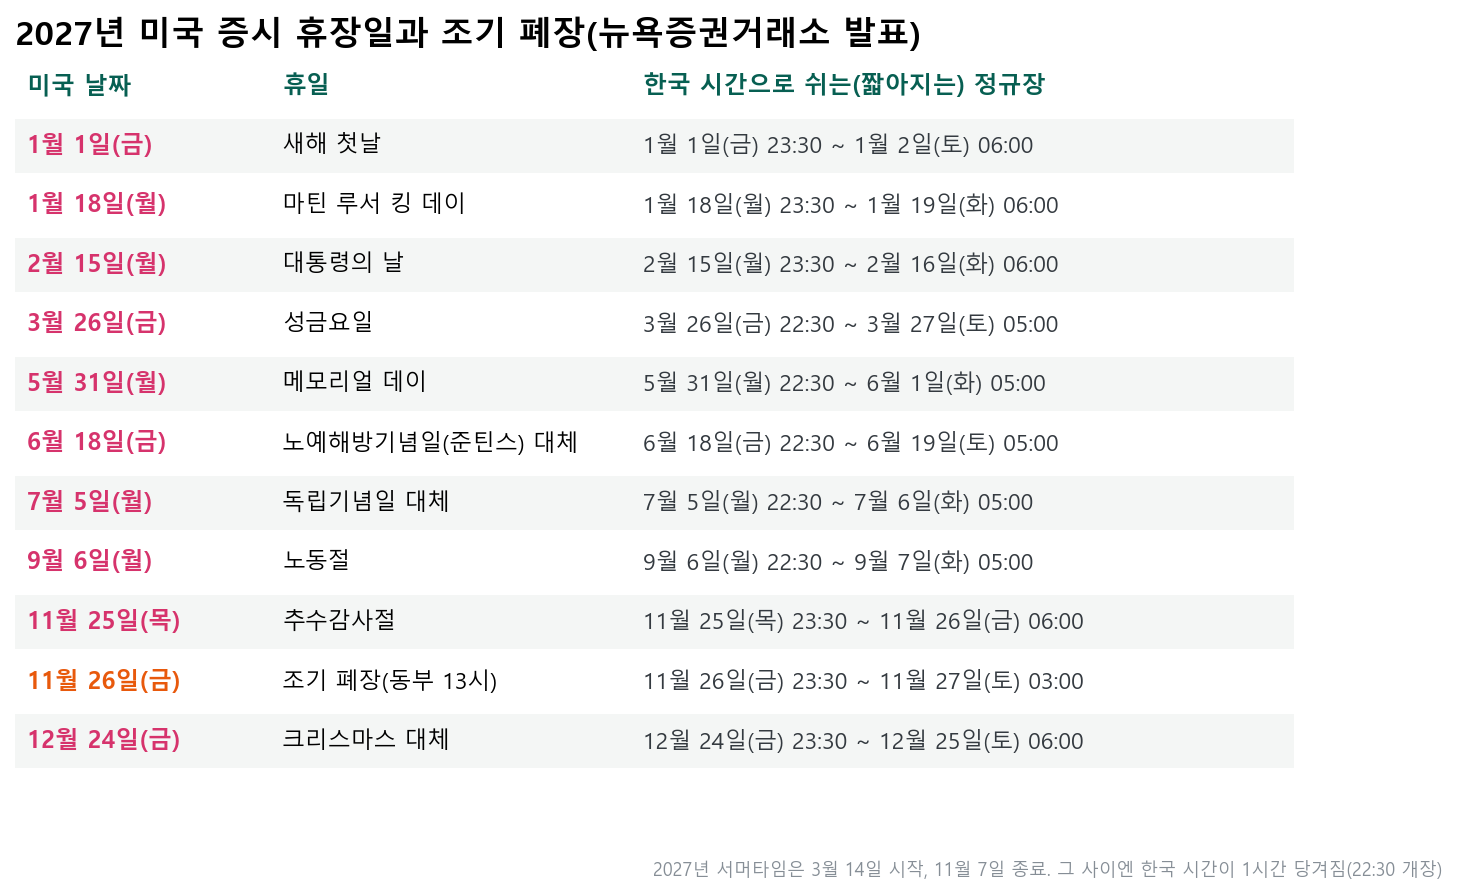 2027년 미국 증시 휴장일과 조기 폐장(뉴욕증권거래소 발표)
미국 날짜 휴일 한국 시간으로 쉬는(짧아지는) 정규장
1월 1일(금) 새해 첫날 1월 1일(금) 23:30 ~ 1월 2일(토) 06:00
1월 18일(월) 마틴 루서 킹 데이 1월 18일(월) 23:30 ~ 1월 19일(화) 06:00
2월 15일(월) 대통령의 날 2월 15일(월) 23:30 ~ 2월 16일(화) 06:00
3월 26일(금) 성금요일 3월 26일(금) 22:30 ~ 3월 27일(토) 05:00
5월 31일(월) 메모리얼 데이 5월 31일(월) 22:30 ~ 6월 1일(화) 05:00
6월 18일(금) 노예해방기념일(준틴스) 대체 6월 18일(금) 22:30 ~ 6월 19일(토) 05:00
7월 5일(월) 독립기념일 대체 7월 5일(월) 22:30 ~ 7월 6일(화) 05:00
9월 6일(월) 노동절 9월 6일(월) 22:30 ~ 9월 7일(화) 05:00
11월 25일(목) 추수감사절 11월 25일(목) 23:30 ~ 11월 26일(금) 06:00
11월 26일(금) 조기 폐장(동부 13시) 11월 26일(금) 23:30 ~ 11월 27일(토) 03:00
12월 24일(금) 크리스마스 대체 12월 24일(금) 23:30 ~ 12월 25일(토) 06:00
2027년 서머타임은 3월 14일 시작, 11월 7일 종료. 그 사이엔 한국 시간이 1시간 당겨짐(22:30 개장)